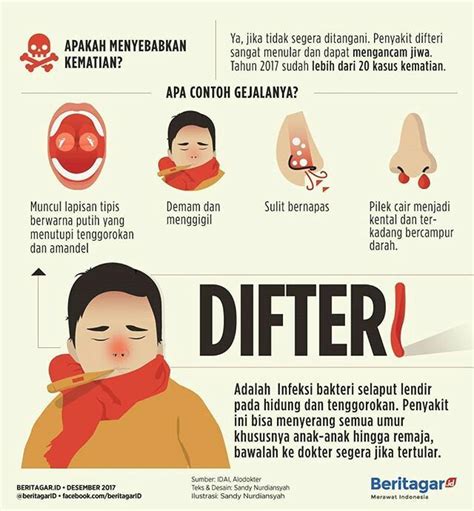 APAKAH MENYEBABKAN
KEMATIAN?
Ya, jika tidak segera ditangani. Penyakit difteri
sangat menular dan dapat mengancam jiwa.
Tahun 2017 sudah lebih dari 20 kasus kematian.
APA CONTOH GEJALANYA?
Muncul lapisan tipis
berwarna putih yang
menutupi tenggorokan
dan amandel
Demam dan
menggigil
Sulit bernapas
Pilek cair menjadi
kental dan ter-
kadang bercampur
darah.
DIFTERI
Adalah Infeksi bakteri selaput lendir
pada hidung dan tenggorokan. Penyakit
ini bisa menyerang semua umur
khususnya anak-anak hingga remaja,
bawalah ke dokter segera jika tertular.
BERITAGAR.ID • DESEMBER 2017
@beritagarID • facebook.com/beritagarID
Sumber: IDAI, Alodokter
Teks & Desain: Sandy Nurdiansyah
Ilustrasi: Sandy Nurdiansyah
Beritagar.id
Merawat Indonesia